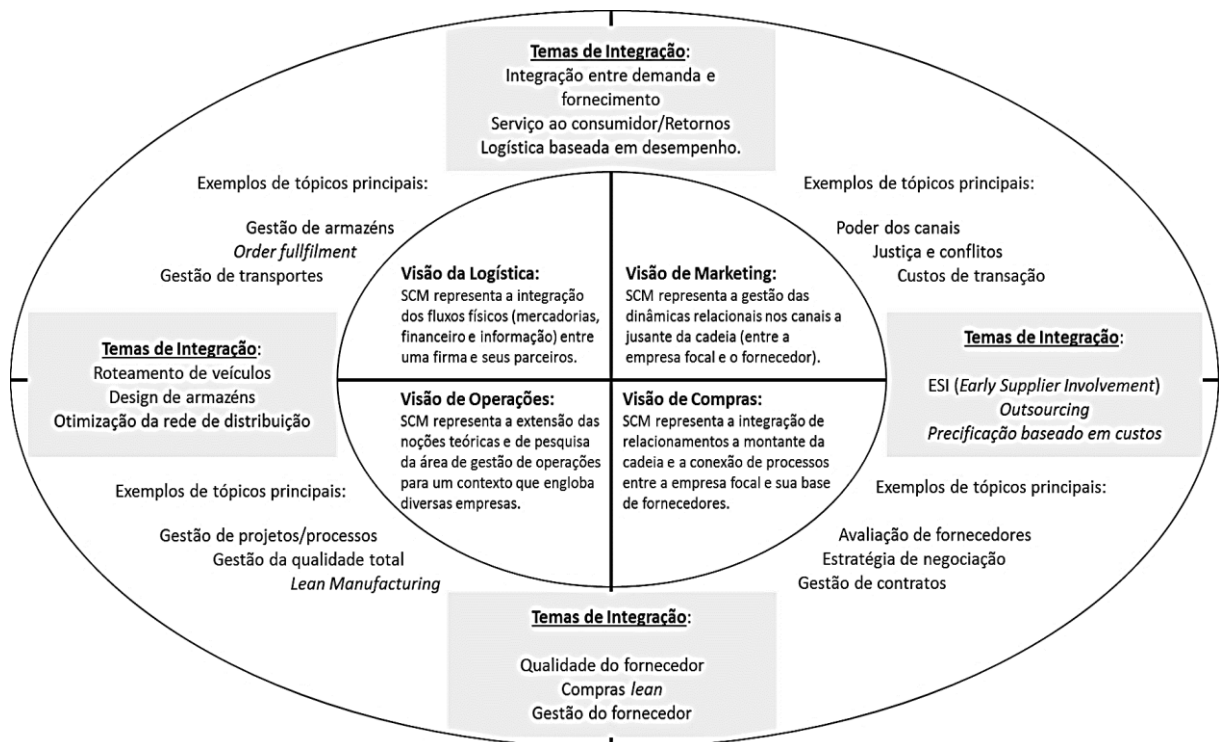 Temas de Integração:
Integração entre demanda e
fornecimento
Serviço ao consumidor/Retornos
Logística baseada em desempenho.
Exemplos de tópicos principais:
Gestão de armazéns
Order fullfilment
Gestão de transportes
Exemplos de tópicos principais:
Poder dos canais
Justiça e conflitos
Custos de transação
Visão da Logística:
SCM representa a integração
dos fluxos físicos (mercadorias,
financeiro e informação) entre
uma firma e seus parceiros.
Visão de Marketing:
SCM representa a gestão das
dinâmicas relacionais nos canais a
jusante da cadeia (entre a
empresa focal e o fornecedor).
Temas de Integração:
Roteamento de veículos
Design de armazéns
Otimização da rede de distribuição
Temas de Integração:
ESI (Early Supplier Involvement)
Outsourcing
Precificação baseado em custos
Visão de Operações:
SCM representa a extensão das
noções teóricas e de pesquisa
da área de gestão de operações
para um contexto que engloba
diversas empresas.
Visão de Compras:
SCM representa a integração de
relacionamentos a montante da
cadeia e a conexão de processos
entre a empresa focal e sua base
de fornecedores.
Exemplos de tópicos principais:
Gestão de projetos/processos
Gestão da qualidade total
Lean Manufacturing
Exemplos de tópicos principais:
Avaliação de fornecedores
Estratégia de negociação
Gestão de contratos
Temas de Integração:
Qualidade do fornecedor
Compras lean
Gestão do fornecedor